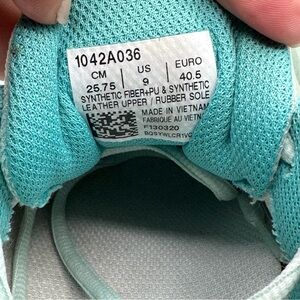 1042A036
CM | US | EURO
25.75 | 9 | 40.5
SYNTHETIC FIBER+PU & SYNTHETIC
LEATHER UPPER / RUBBER SOLE
MADE IN VIETNAM
FABRIQUE AU VIETN
F130320